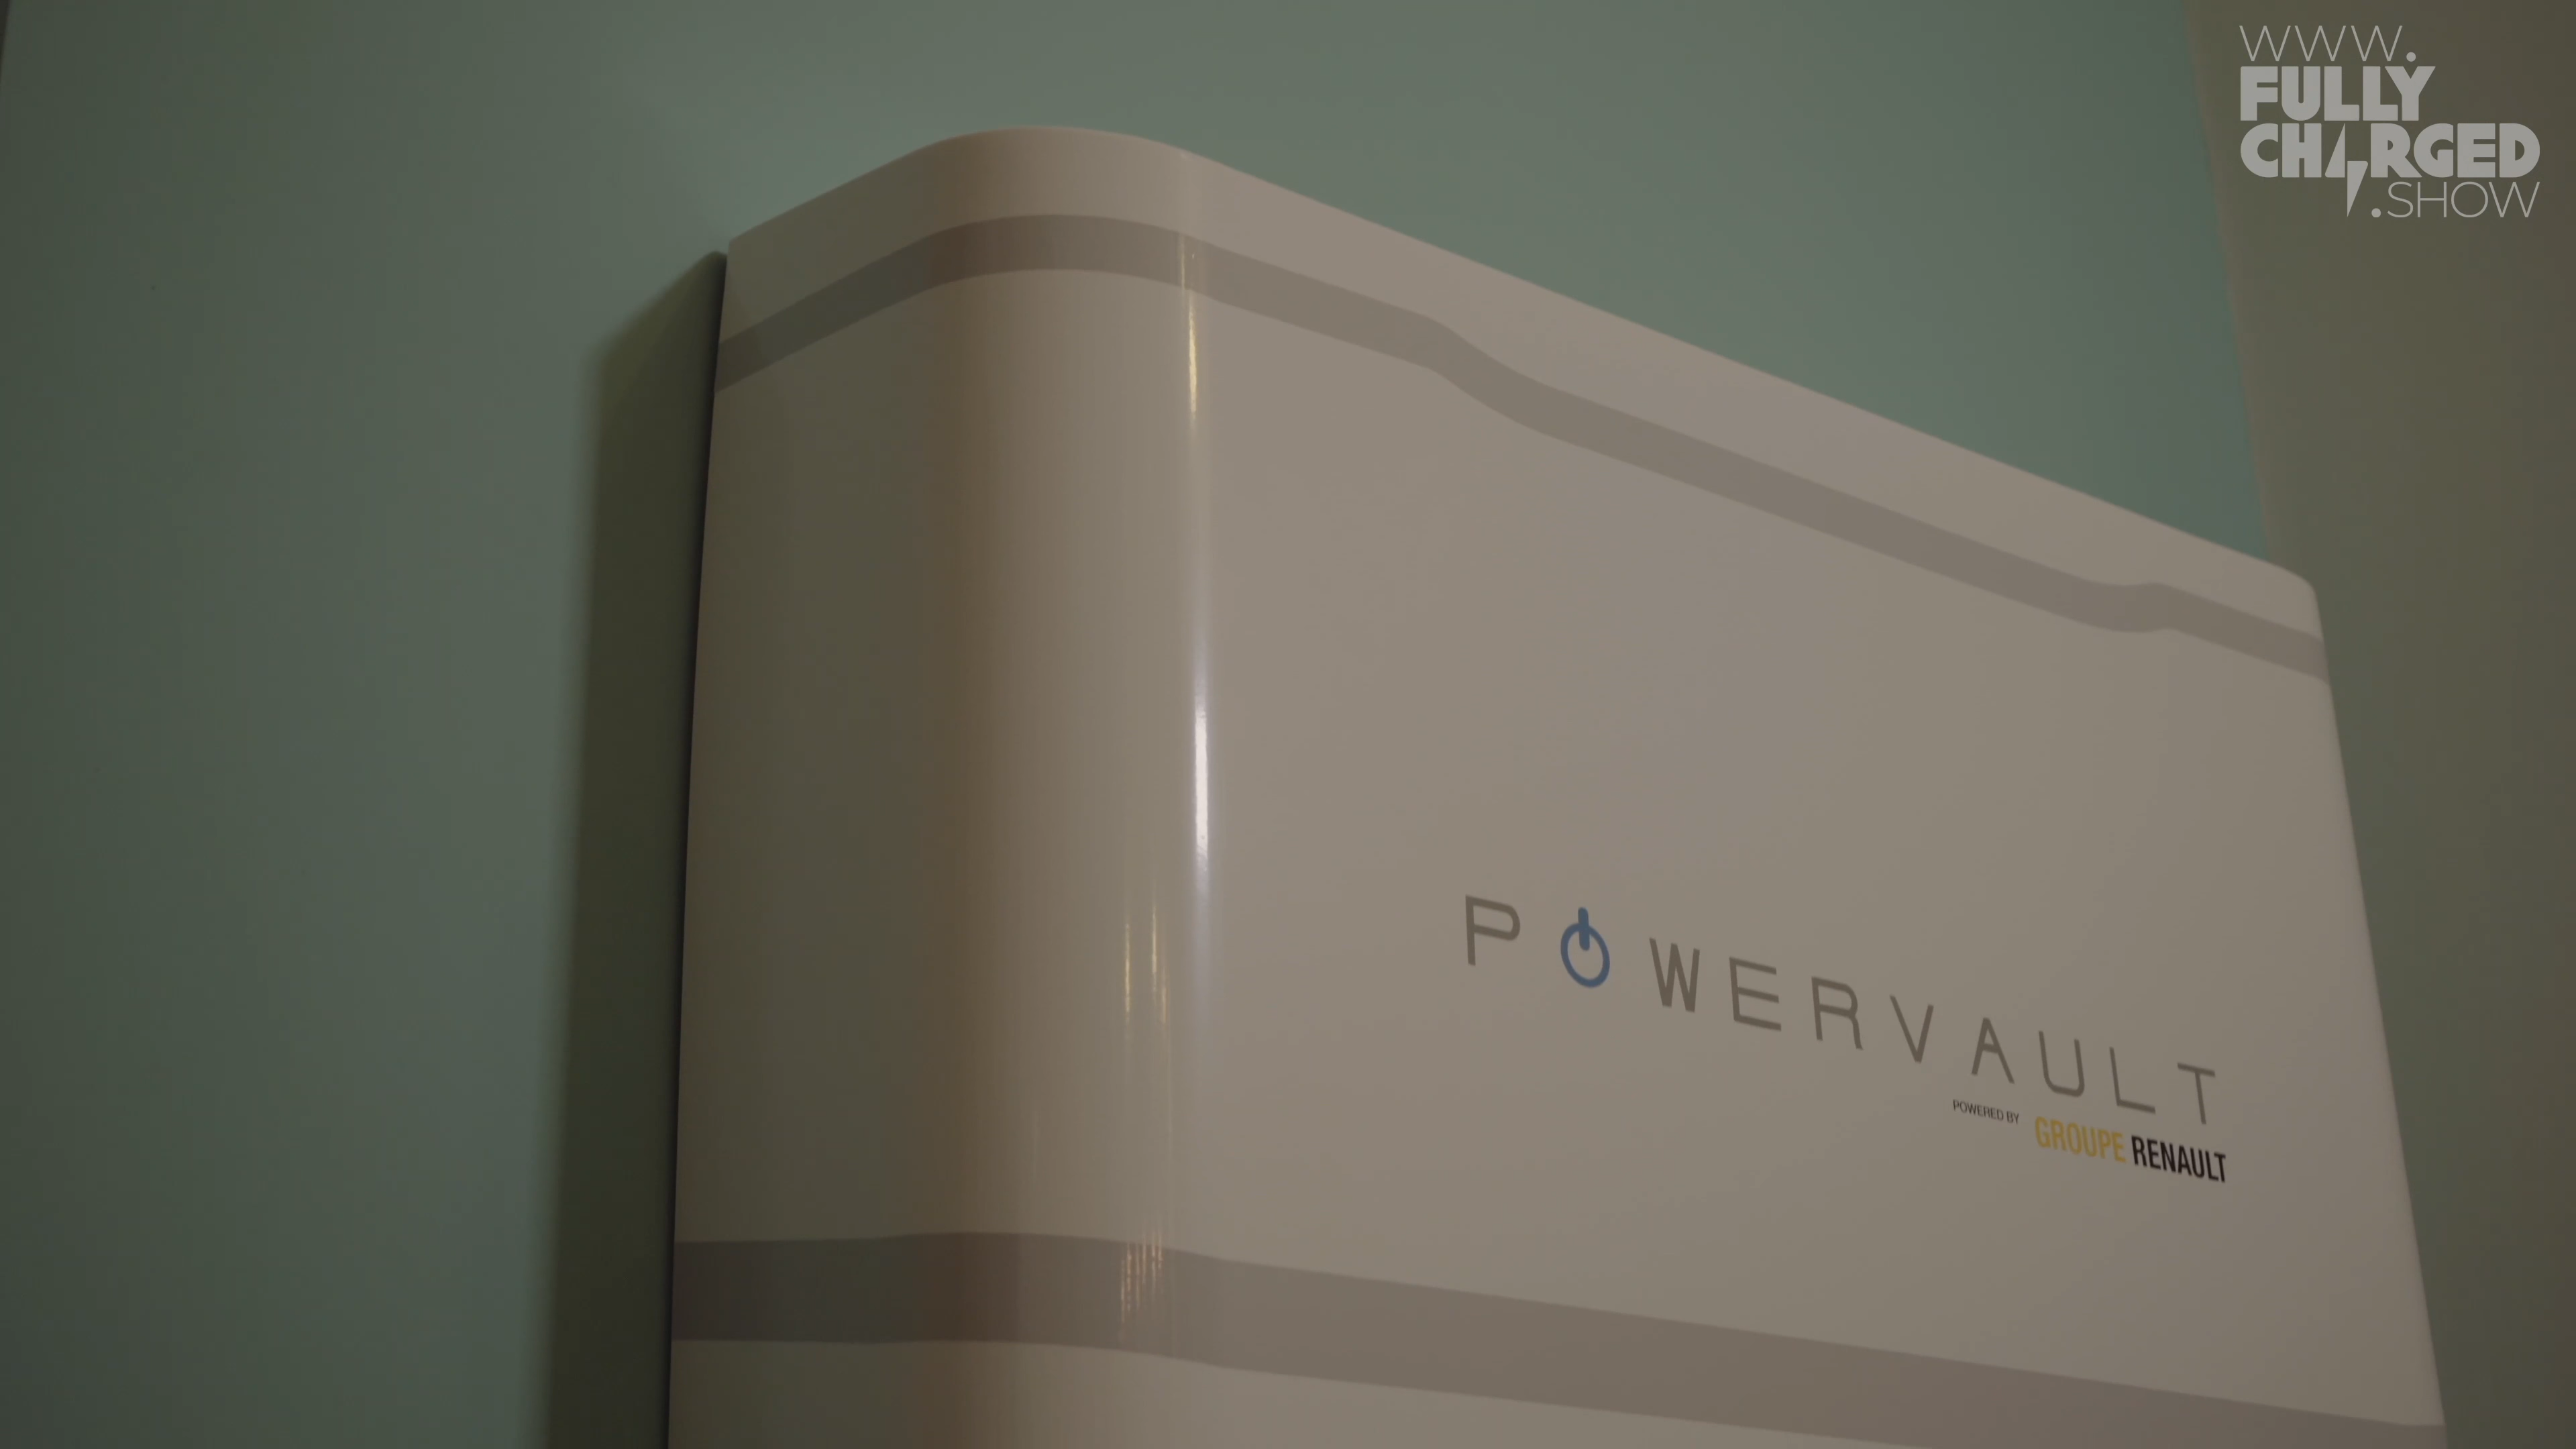 WWW.
FULLY
CHARGED
.SHOW
POWERVAULT
POWERED BY GROUPE RENAULT